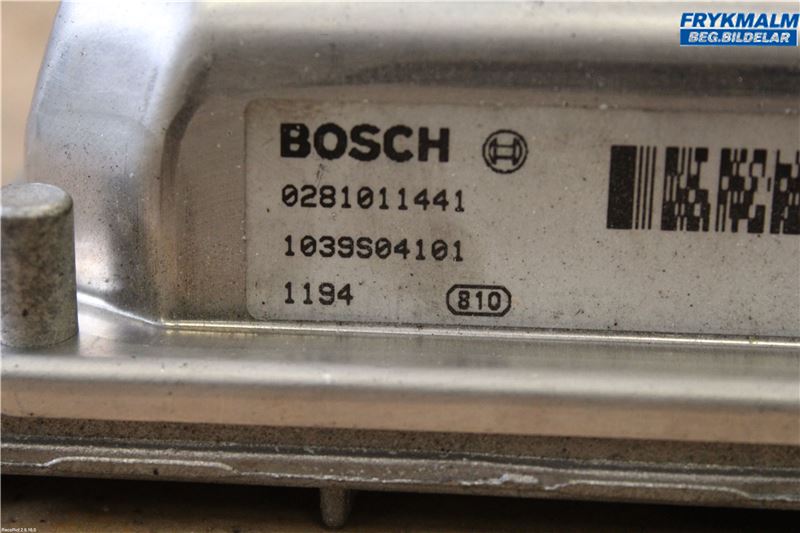 FRYKMALM
BEG.BILDELAR
BOSCH
0281011441
1039S04101
1194
810